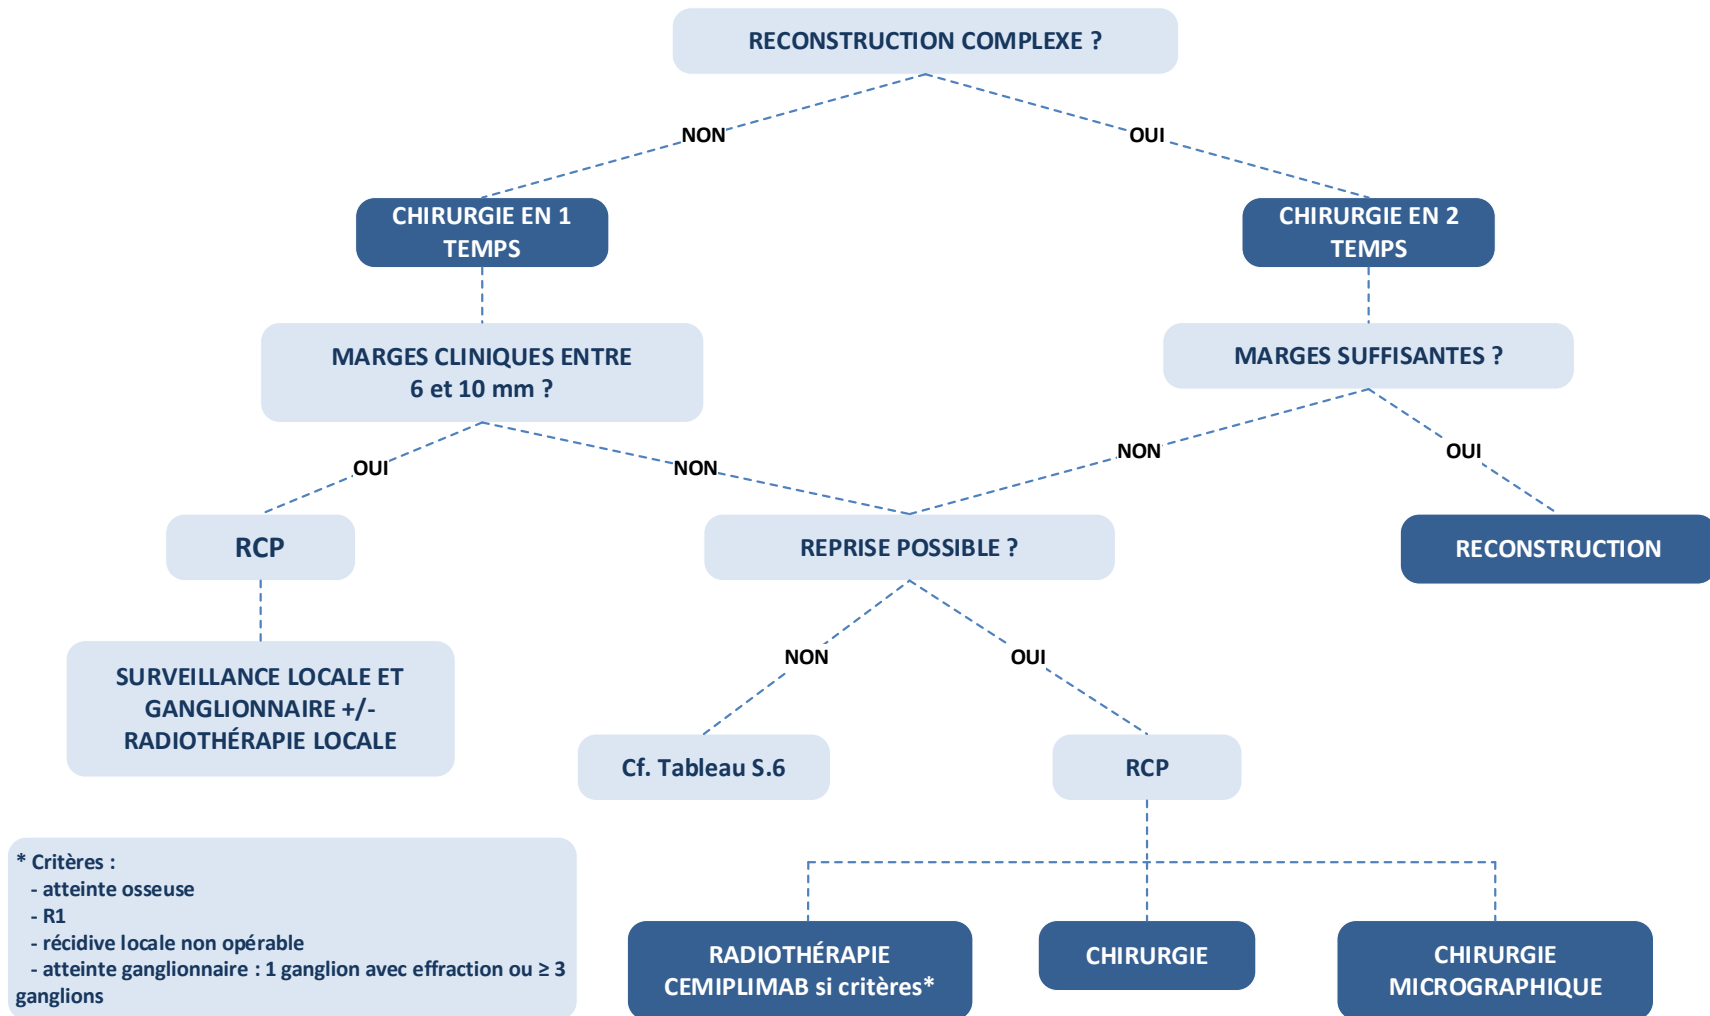 RECONSTRUCTION COMPLEXE ?
NON
OUI
CHIRURGIE EN 1
TEMPS
CHIRURGIE EN 2
TEMPS
MARGES CLINIQUES ENTRE
6 et 10 mm ?
MARGES SUFFISANTES ?
OUI
NON
NON
OUI
RCP
REPRISE POSSIBLE ?
RECONSTRUCTION
SURVEILLANCE LOCALE ET
GANGLIONNAIRE +/-
RADIOTHÉRAPIE LOCALE
NON
OUI
Cf. Tableau S.6
RCP
* Critères :
- atteinte osseuse
- R1
- récidive locale non opérable
- atteinte ganglionnaire : 1 ganglion avec effraction ou ≥ 3
ganglions
RADIOTHÉRAPIE
CEMIPLIMAB si critères*
CHIRURGIE
CHIRURGIE
MICROGRAPHIQUE